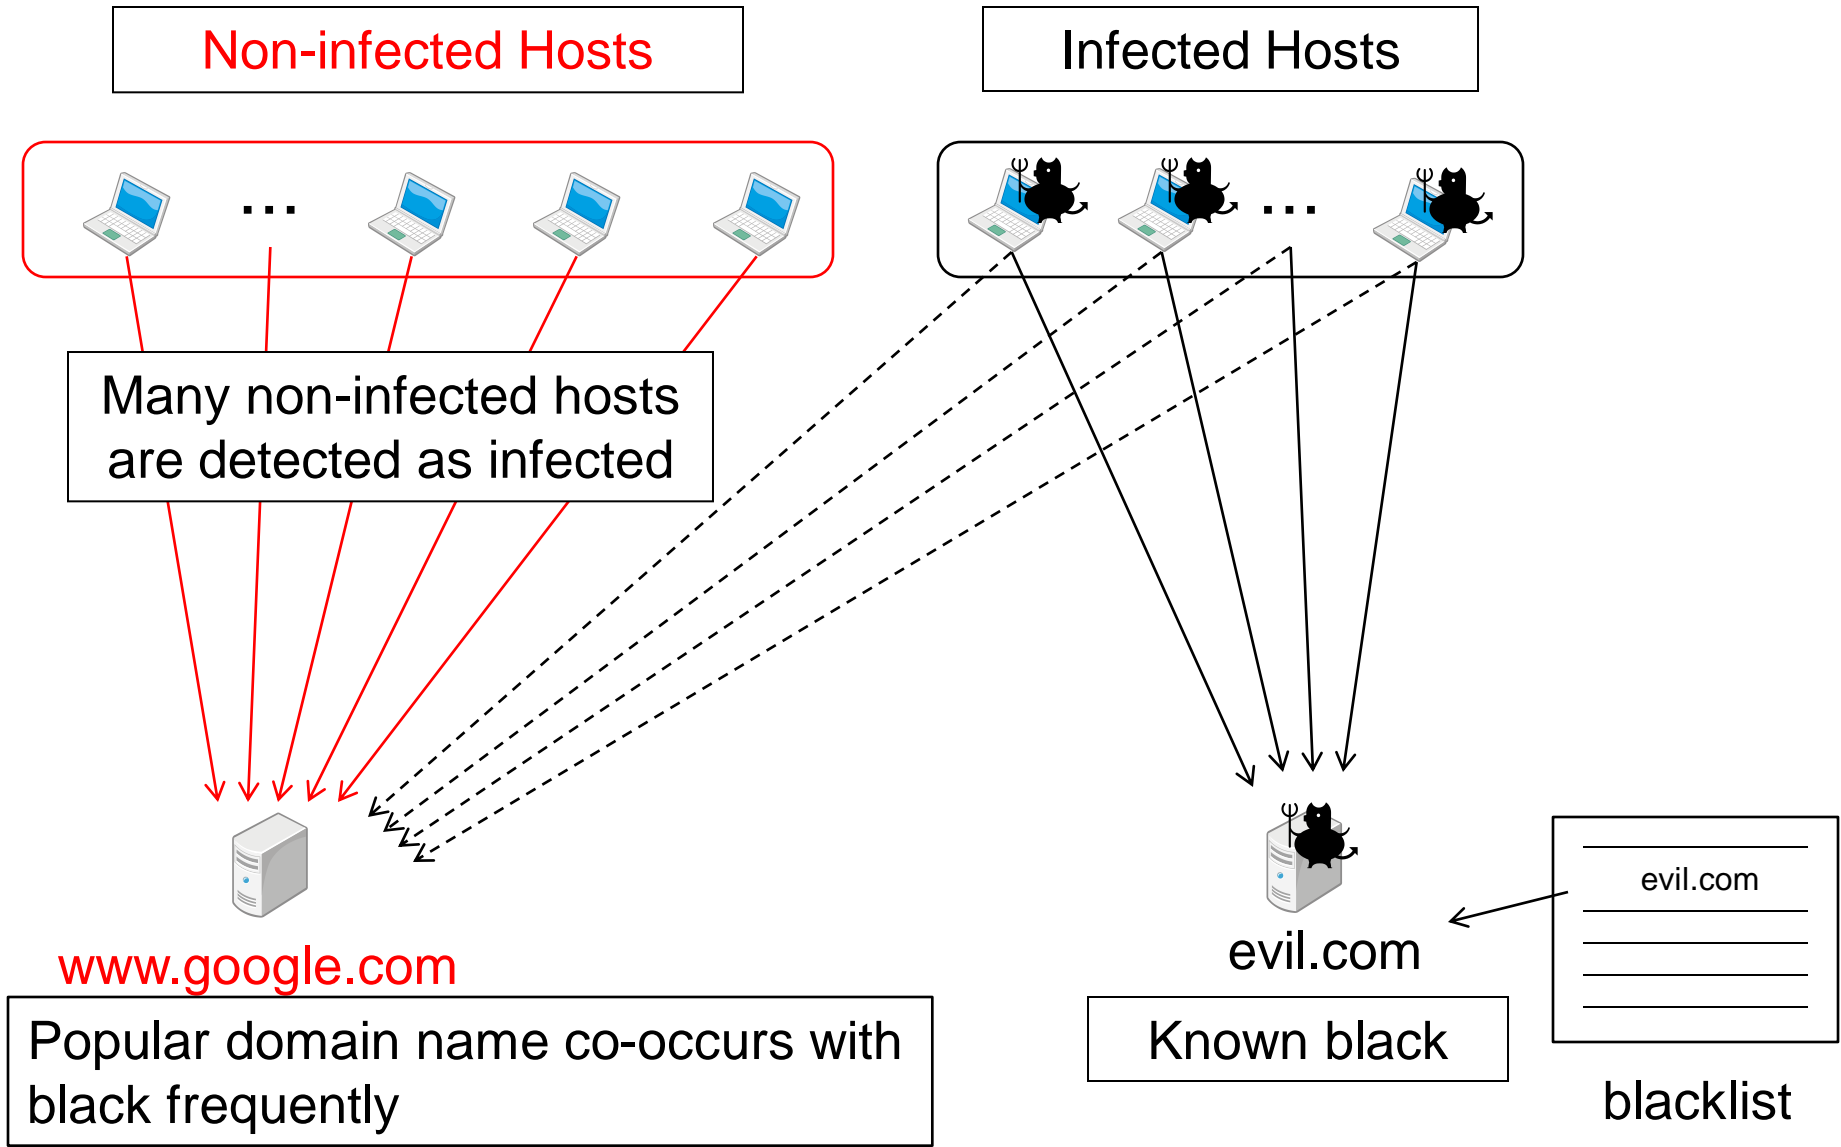 Non-infected Hosts
Infected Hosts
...
...
Many non-infected hosts
are detected as infected
evil.com
www.google.com
evil.com
Popular domain name co-occurs with
black frequently
Known black
blacklist